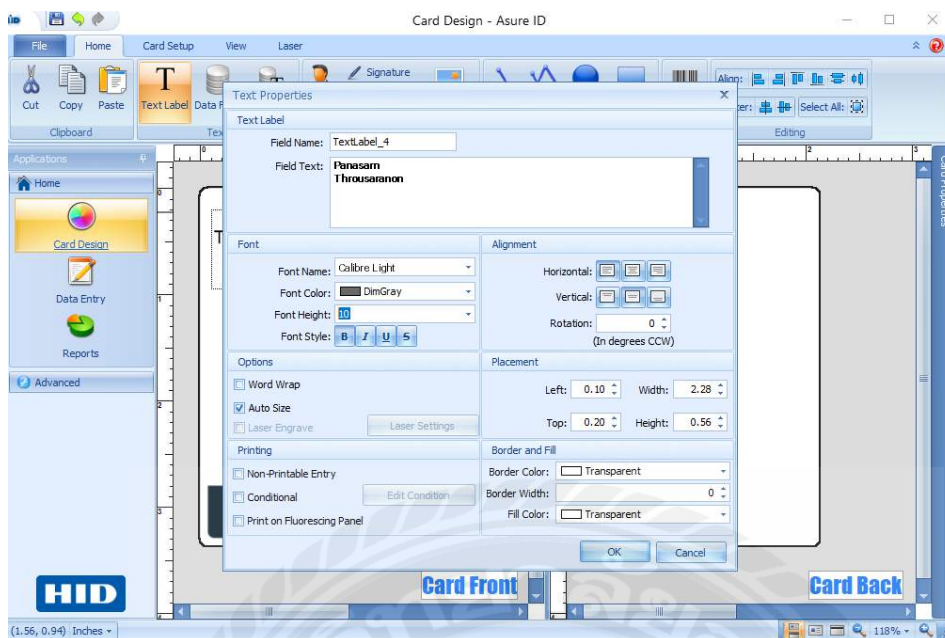 Card Design - Asure ID
File Home Card Setup View Laser
Signature
Cut Copy Paste Text Label Data F
Align:
Select All:
Clipboard Tex Editing
Text Properties
Text Label
Field Name: TextLabel_4
Field Text: Panasarn
Throusaranon
Font Alignment
Font Name: Calibre Light Horizontal:
Font Color: DimGray Vertical:
Font Height: 10 Rotation: 0
Font Style: B I U S (In degrees CCW)
Options Placement
Word Wrap Left: 0.10 Width: 2.28
Auto Size
Laser Engrave Laser Settings Top: 0.20 Height: 0.56
Printing Border and Fill
Non-Printable Entry Border Color: Transparent
Conditional Edit Condition Border Width: 0
Print on Fluorescing Panel Fill Color: Transparent
OK Cancel
Applications
Home
Card Design
Data Entry
Reports
Advanced
HID
Card Front Card Back
(1.56, 0.94) Inches 118%